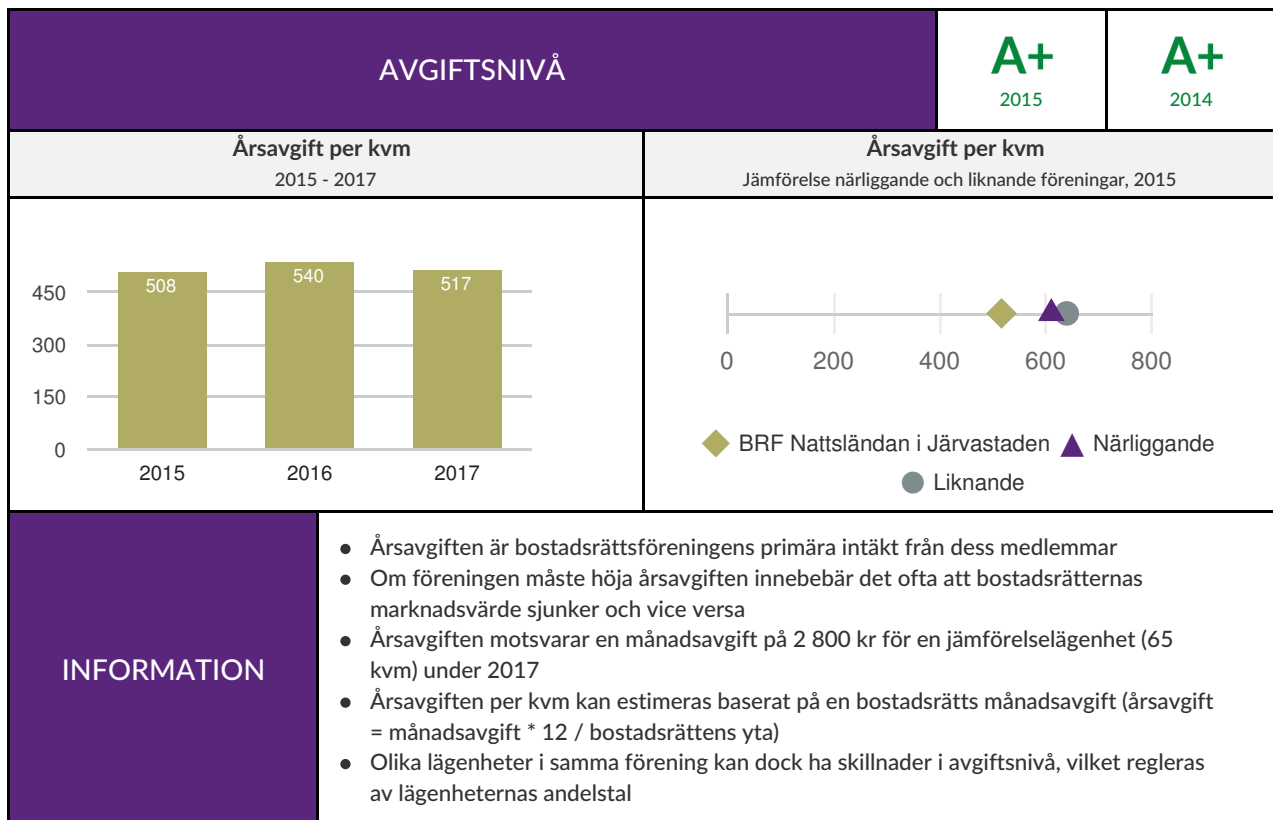 AVGIFTSNIVÅ
A+
2015
A+
2014
Årsavgift per kvm
2015 - 2017
Årsavgift per kvm
Jämförelse närliggande och liknande föreningar, 2015
450
300
150
0
508
540
517
2015
2016
2017
0
200
400
600
800
BRF Nattsländan i Järvastaden
Närliggande
Liknande
INFORMATION
● Årsavgiften är bostadsrättsföreningens primära intäkt från dess medlemmar
● Om föreningen måste höja årsavgiften innebebär det ofta att bostadsrätternas
marknadsvärde sjunker och vice versa
● Årsavgiften motsvarar en månadsavgift på 2 800 kr för en jämförelselägenhet (65
kvm) under 2017
● Årsavgiften per kvm kan estimeras baserat på en bostadsrätts månadsavgift (årsavgift
= månadsavgift * 12 / bostadsrättens yta)
● Olika lägenheter i samma förening kan dock ha skillnader i avgiftsnivå, vilket regleras
av lägenheternas andelstal